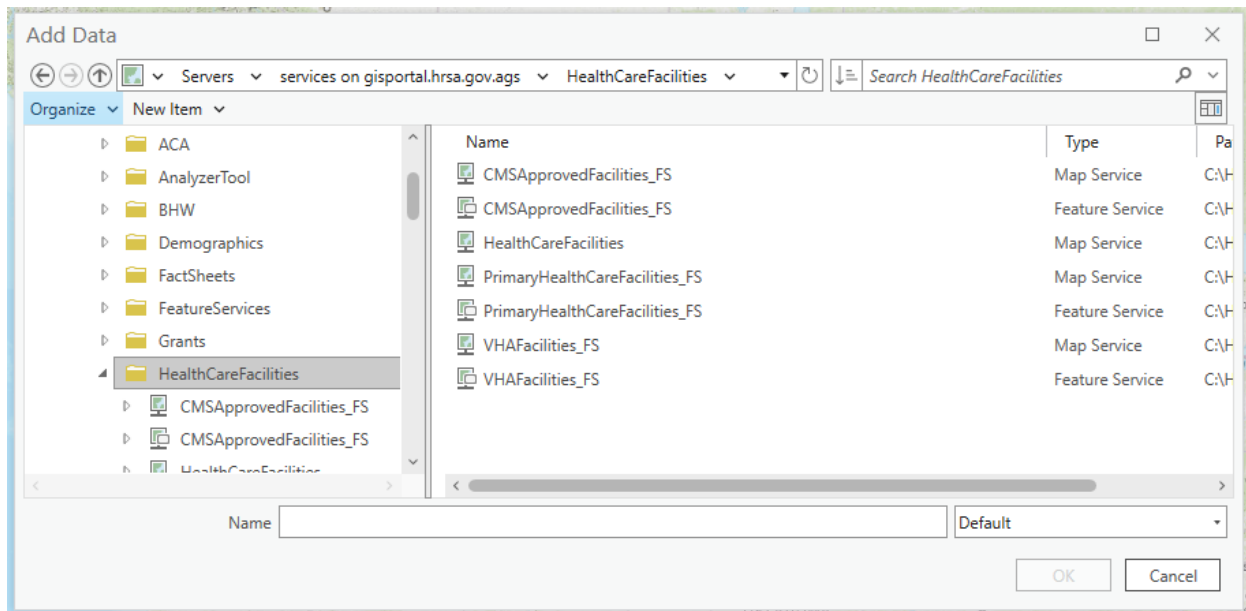 Add Data
Servers services on gisportal.hrsa.gov.ags HealthCareFacilities Search HealthCareFacilities
Organize New Item
ACA
AnalyzerTool
BHW
Demographics
FactSheets
FeatureServices
Grants
HealthCareFacilities
CMSApprovedFacilities_FS
CMSApprovedFacilities_FS
HealthCareFacilities
Name Type Pa
CMSApprovedFacilities_FS Map Service C:\H
CMSApprovedFacilities_FS Feature Service C:\H
HealthCareFacilities Map Service C:\H
PrimaryHealthCareFacilities_FS Map Service C:\H
PrimaryHealthCareFacilities_FS Feature Service C:\H
VHAFacilities_FS Map Service C:\H
VHAFacilities_FS Feature Service C:\H
Name Default
OK Cancel